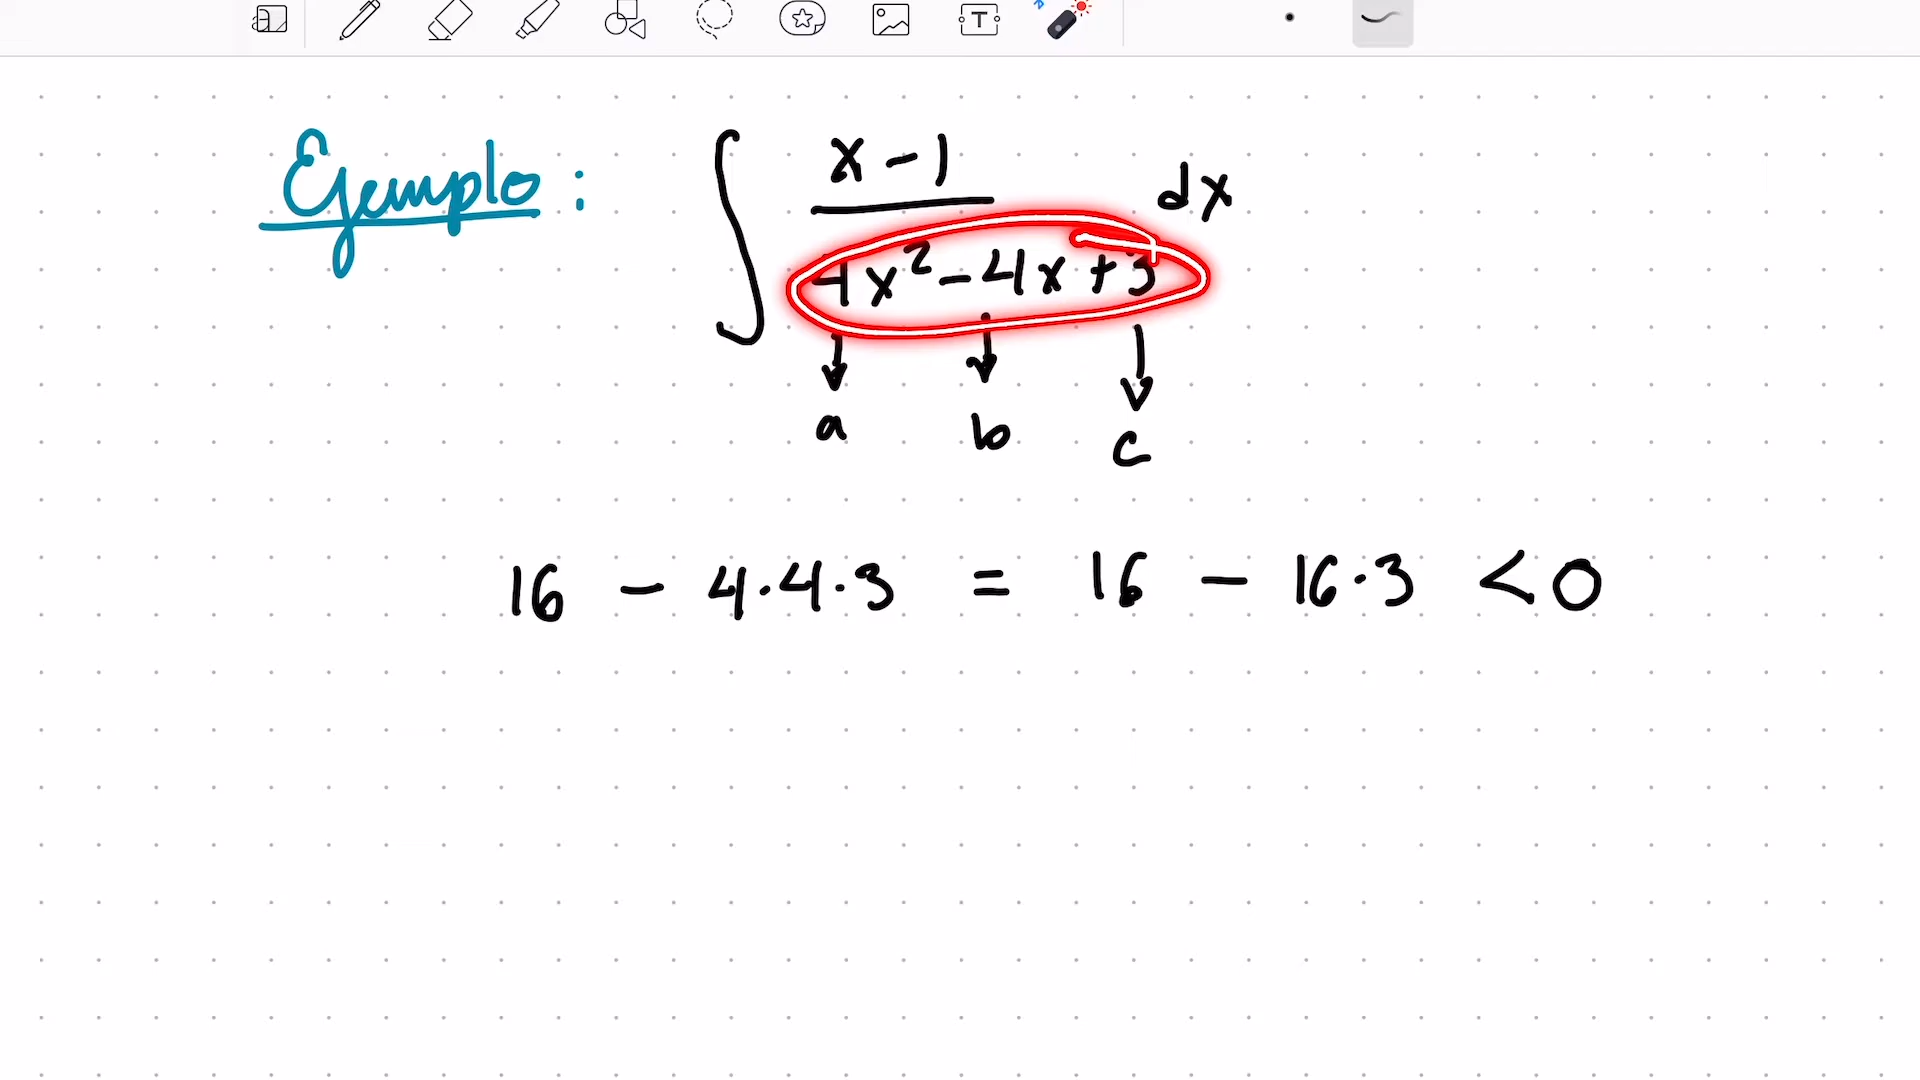 Ejemplo: ∫ x - 1 / 4x² - 4x + 3 dx
a b c
16 - 4·4·3 = 16 - 16·3 < 0